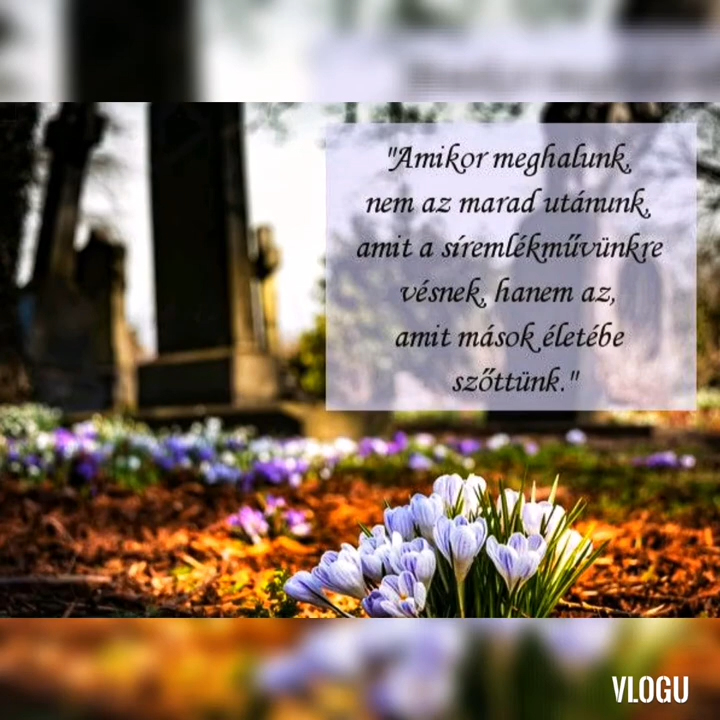 "Amikor meghalunk,
nem az marad utánunk,
amit a síremlékművünkre
vésnek, hanem az,
amit mások életébe
szőttünk."
VLOGU